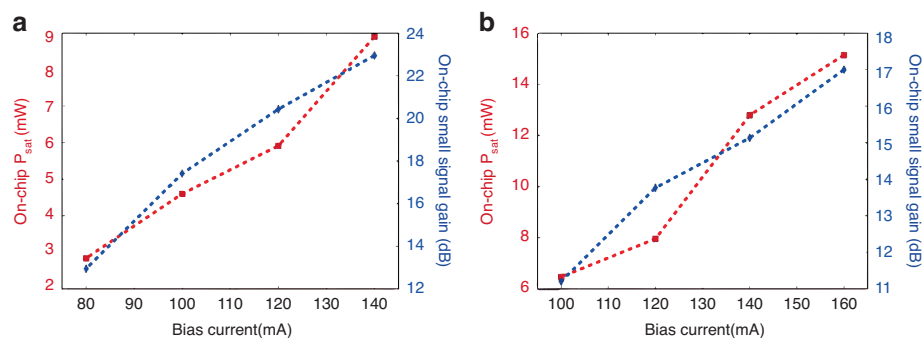 a
9
8
7
6
5
4
3
2
On-chip P_sat (mW)
24
22
20
18
16
14
12
On-chip small signal gain (dB)
80 90 100 110 120 130 140
Bias current(mA)
b
16
14
12
10
8
6
On-chip P_sat (mW)
18
17
16
15
14
13
12
11
On-chip small signal gain (dB)
100 110 120 130 140 150 160
Bias current(mA)